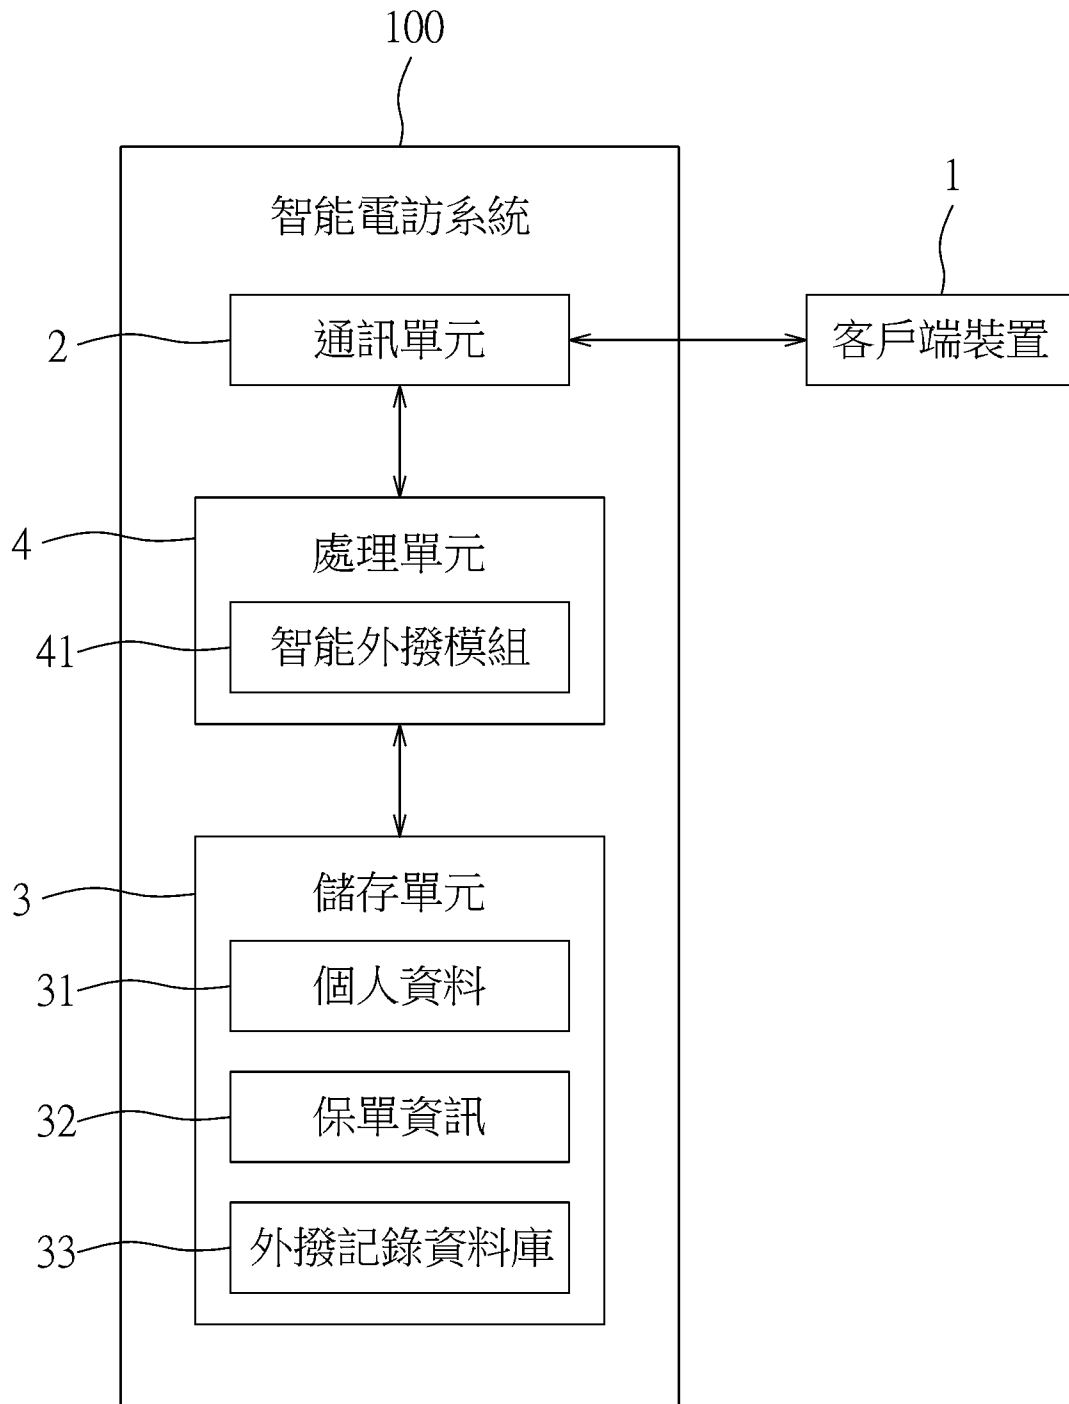 100
智能電訪系統
1
2
通訊單元
客戶端裝置
4
處理單元
41
智能外撥模組
3
儲存單元
31
個人資料
32
保單資訊
33
外撥記錄資料庫